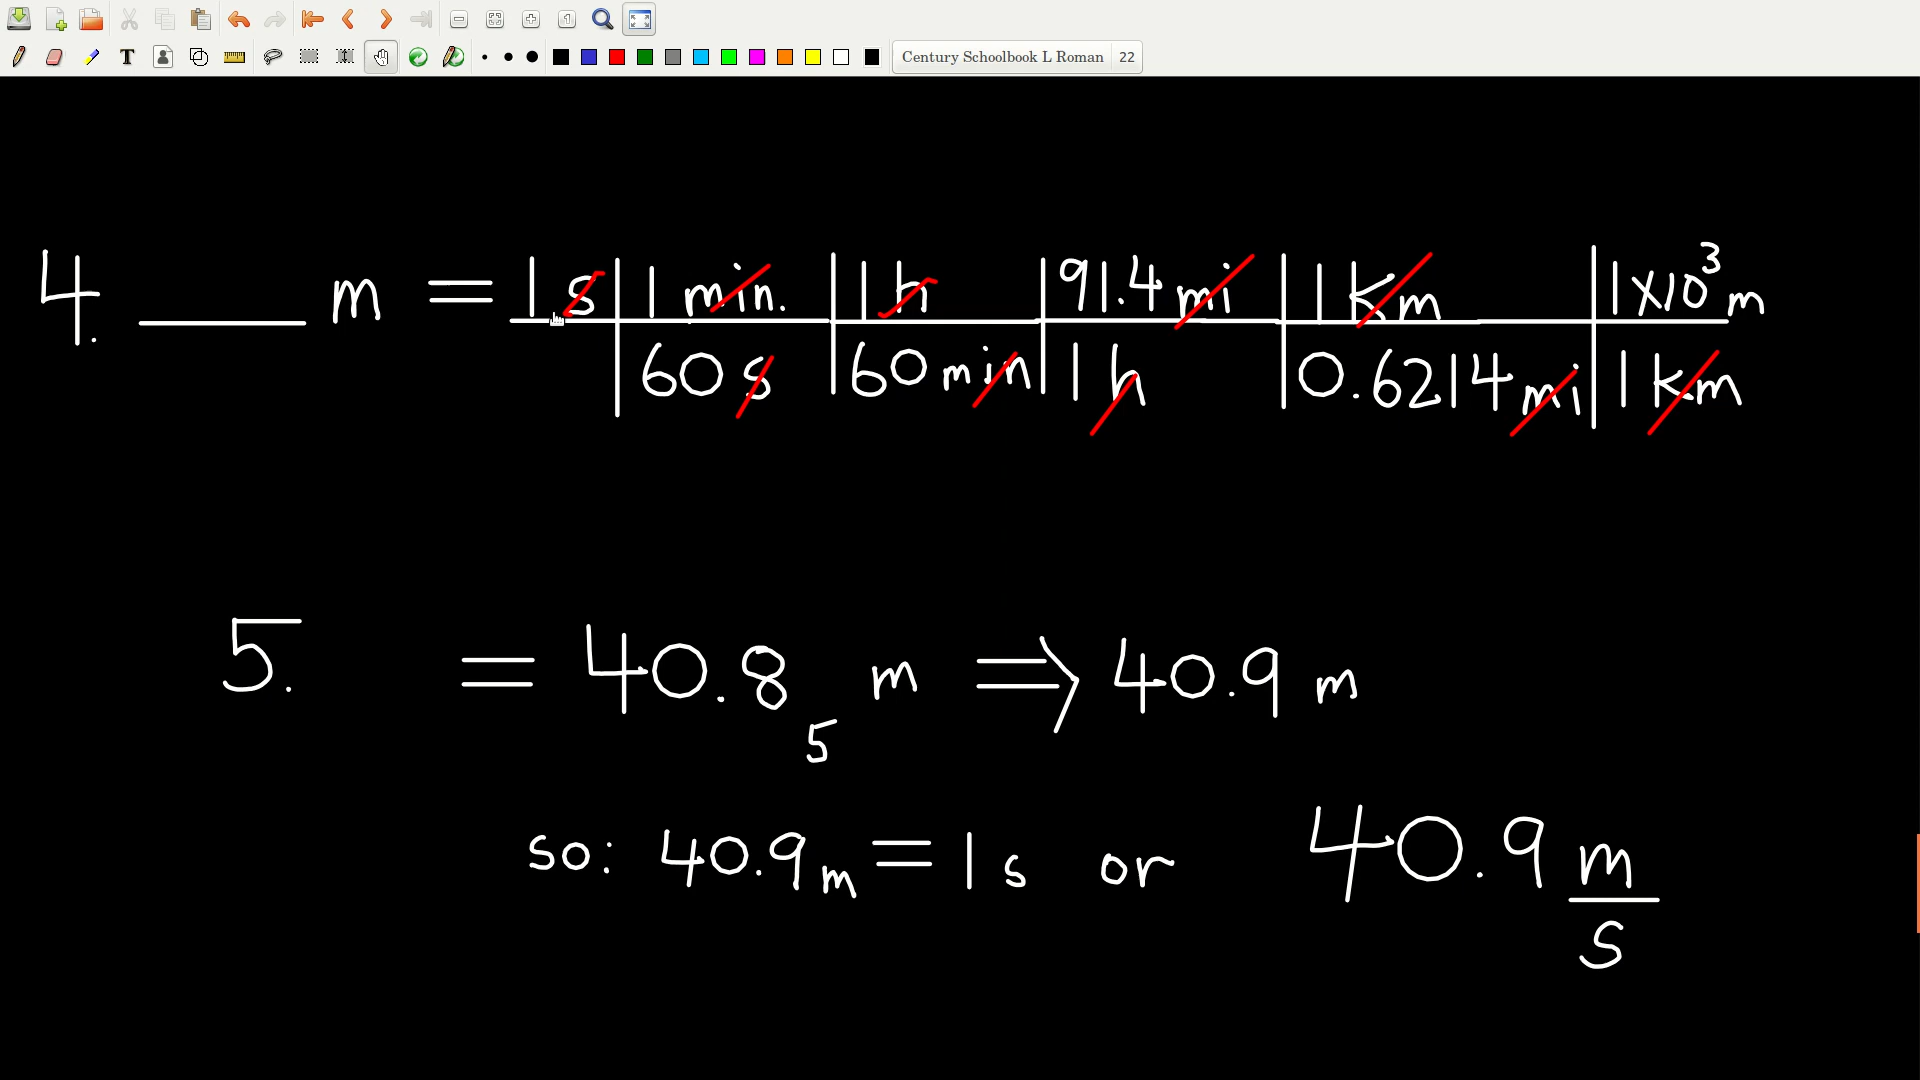 Century Schoolbook L Roman 22
4. ____ m = 1 s | 1 min. | 1 h | 91.4 mi | 1 Km | 1 x 10³ m
60 s | 60 min | 1 h | 0.6214 mi | 1 Km
5. = 40.8₅ m ⇒ 40.9 m
so: 40.9 m = 1 s or 40.9 m/s